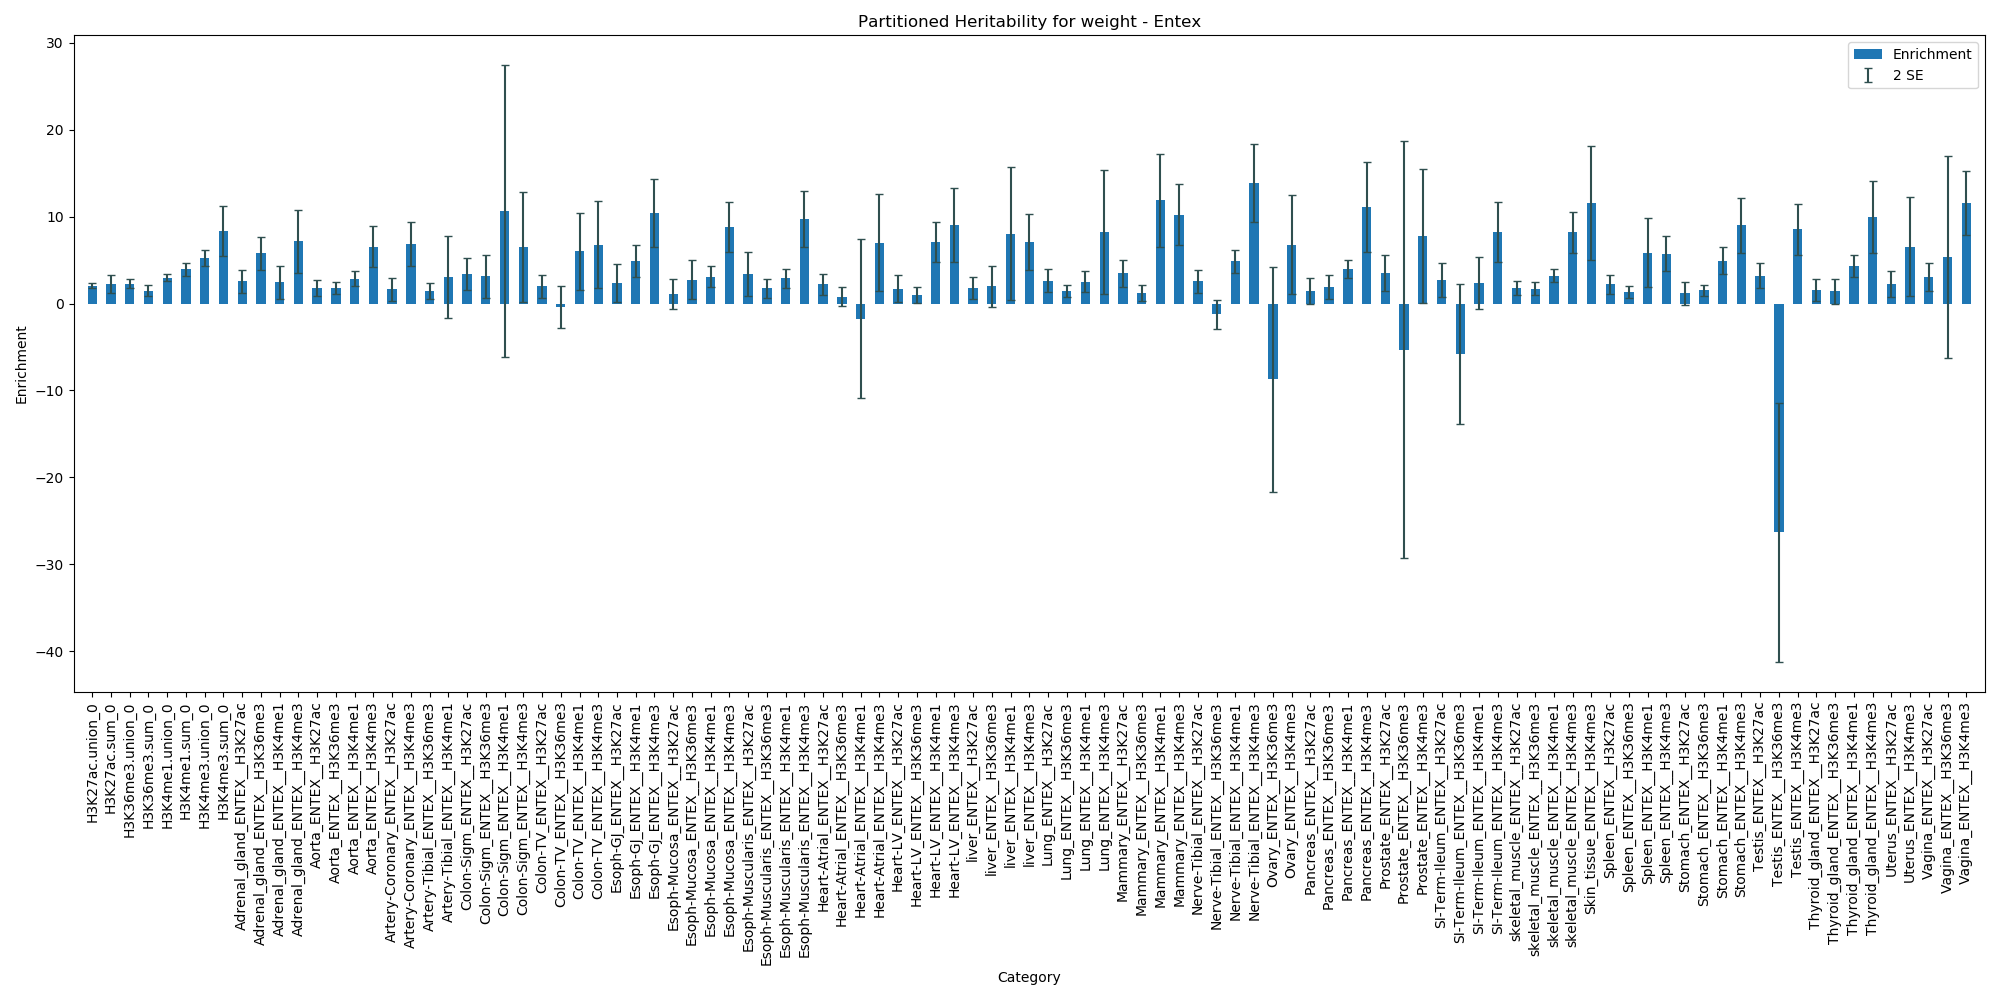 Partitioned Heritability for weight - Entex
Enrichment
2 SE
30
20
10
0
−10
−20
−30
−40
Enrichment
H3K27ac.union_0
H3K27ac.sum_0
H3K36me3.union_0
H3K36me3.sum_0
H3K4me1.union_0
H3K4me1.sum_0
H3K4me3.union_0
H3K4me3.sum_0
Adrenal_gland_ENTEX__H3K27ac
Adrenal_gland_ENTEX__H3K36me3
Adrenal_gland_ENTEX__H3K4me1
Adrenal_gland_ENTEX__H3K4me3
Aorta_ENTEX__H3K27ac
Aorta_ENTEX__H3K36me3
Aorta_ENTEX__H3K4me1
Aorta_ENTEX__H3K4me3
Artery-Coronary_ENTEX__H3K27ac
Artery-Coronary_ENTEX__H3K4me3
Artery-Tibial_ENTEX__H3K36me3
Artery-Tibial_ENTEX__H3K4me1
Colon-Sigm_ENTEX__H3K27ac
Colon-Sigm_ENTEX__H3K36me3
Colon-Sigm_ENTEX__H3K4me1
Colon-Sigm_ENTEX__H3K4me3
Colon-TV_ENTEX__H3K27ac
Colon-TV_ENTEX__H3K36me3
Colon-TV_ENTEX__H3K4me1
Colon-TV_ENTEX__H3K4me3
Esoph-GJ_ENTEX__H3K27ac
Esoph-GJ_ENTEX__H3K4me1
Esoph-GJ_ENTEX__H3K4me3
Esoph-Mucosa_ENTEX__H3K27ac
Esoph-Mucosa_ENTEX__H3K36me3
Esoph-Mucosa_ENTEX__H3K4me1
Esoph-Mucosa_ENTEX__H3K4me3
Esoph-Muscularis_ENTEX__H3K27ac
Esoph-Muscularis_ENTEX__H3K36me3
Esoph-Muscularis_ENTEX__H3K4me1
Esoph-Muscularis_ENTEX__H3K4me3
Heart-Atrial_ENTEX__H3K27ac
Heart-Atrial_ENTEX__H3K36me3
Heart-Atrial_ENTEX__H3K4me1
Heart-Atrial_ENTEX__H3K4me3
Heart-LV_ENTEX__H3K27ac
Heart-LV_ENTEX__H3K36me3
Heart-LV_ENTEX__H3K4me1
Heart-LV_ENTEX__H3K4me3
liver_ENTEX__H3K27ac
liver_ENTEX__H3K36me3
liver_ENTEX__H3K4me1
liver_ENTEX__H3K4me3
Lung_ENTEX__H3K27ac
Lung_ENTEX__H3K36me3
Lung_ENTEX__H3K4me1
Lung_ENTEX__H3K4me3
Mammary_ENTEX__H3K27ac
Mammary_ENTEX__H3K36me3
Mammary_ENTEX__H3K4me1
Mammary_ENTEX__H3K4me3
Nerve-Tibial_ENTEX__H3K27ac
Nerve-Tibial_ENTEX__H3K36me3
Nerve-Tibial_ENTEX__H3K4me1
Nerve-Tibial_ENTEX__H3K4me3
Ovary_ENTEX__H3K36me3
Ovary_ENTEX__H3K4me3
Pancreas_ENTEX__H3K27ac
Pancreas_ENTEX__H3K36me3
Pancreas_ENTEX__H3K4me1
Pancreas_ENTEX__H3K4me3
Prostate_ENTEX__H3K27ac
Prostate_ENTEX__H3K36me3
Prostate_ENTEX__H3K4me3
SI-Term-Ileum_ENTEX__H3K27ac
SI-Term-Ileum_ENTEX__H3K36me3
SI-Term-Ileum_ENTEX__H3K4me1
SI-Term-Ileum_ENTEX__H3K4me3
skeletal_muscle_ENTEX__H3K27ac
skeletal_muscle_ENTEX__H3K36me3
skeletal_muscle_ENTEX__H3K4me1
skeletal_muscle_ENTEX__H3K4me3
Skin_tissue_ENTEX__H3K4me3
Spleen_ENTEX__H3K27ac
Spleen_ENTEX__H3K36me3
Spleen_ENTEX__H3K4me1
Spleen_ENTEX__H3K4me3
Stomach_ENTEX__H3K27ac
Stomach_ENTEX__H3K36me3
Stomach_ENTEX__H3K4me1
Stomach_ENTEX__H3K4me3
Testis_ENTEX__H3K27ac
Testis_ENTEX__H3K36me3
Testis_ENTEX__H3K4me3
Thyroid_gland_ENTEX__H3K27ac
Thyroid_gland_ENTEX__H3K36me3
Thyroid_gland_ENTEX__H3K4me1
Thyroid_gland_ENTEX__H3K4me3
Uterus_ENTEX__H3K27ac
Uterus_ENTEX__H3K4me3
Vagina_ENTEX__H3K27ac
Vagina_ENTEX__H3K36me3
Vagina_ENTEX__H3K4me3
Category